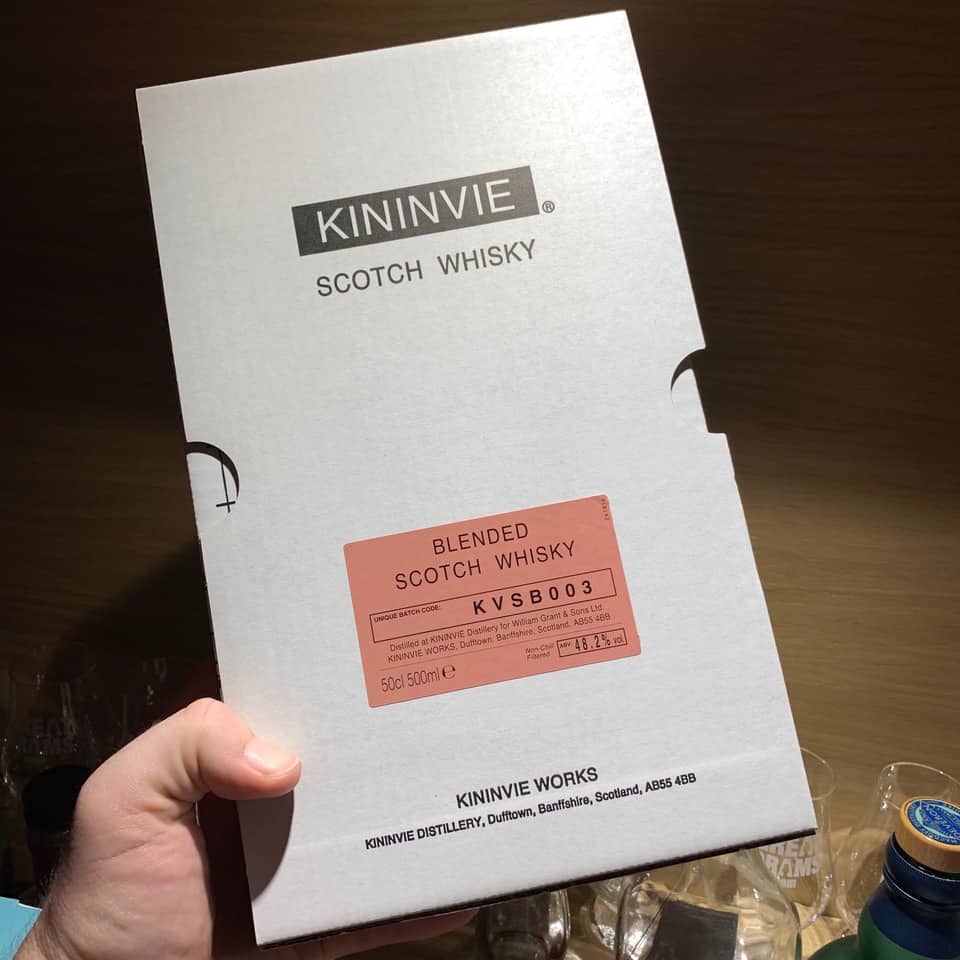 KININVIE®
SCOTCH WHISKY
BLENDED
SCOTCH WHISKY
UNIQUE BATCH CODE: KVSB003
Distilled at KININVIE Distillery for William Grant & Sons Ltd.
KININVIE WORKS, Dufftown, Banffshire, Scotland, AB55 4BB
Non-Chill
Filtered
ABV: 48.2% VOL
50cl 500ml ℮
KININVIE WORKS
KININVIE DISTILLERY, Dufftown, Banffshire, Scotland, AB55 4BB